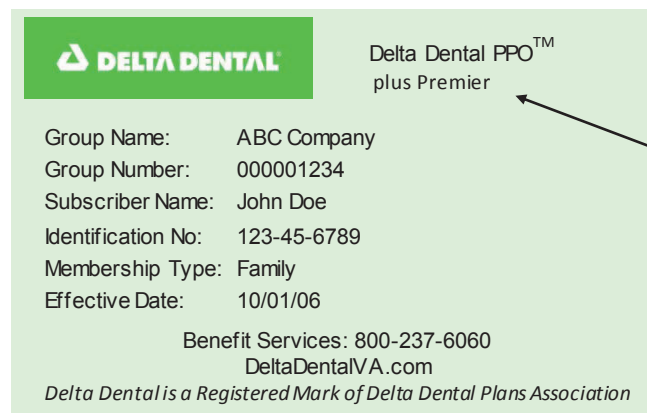 DELTA DENTAL
Delta Dental PPO™
plus Premier
Group Name: ABC Company
Group Number: 000001234
Subscriber Name: John Doe
Identification No: 123-45-6789
Membership Type: Family
Effective Date: 10/01/06
Benefit Services: 800-237-6060
DeltaDentalVA.com
Delta Dental is a Registered Mark of Delta Dental Plans Association